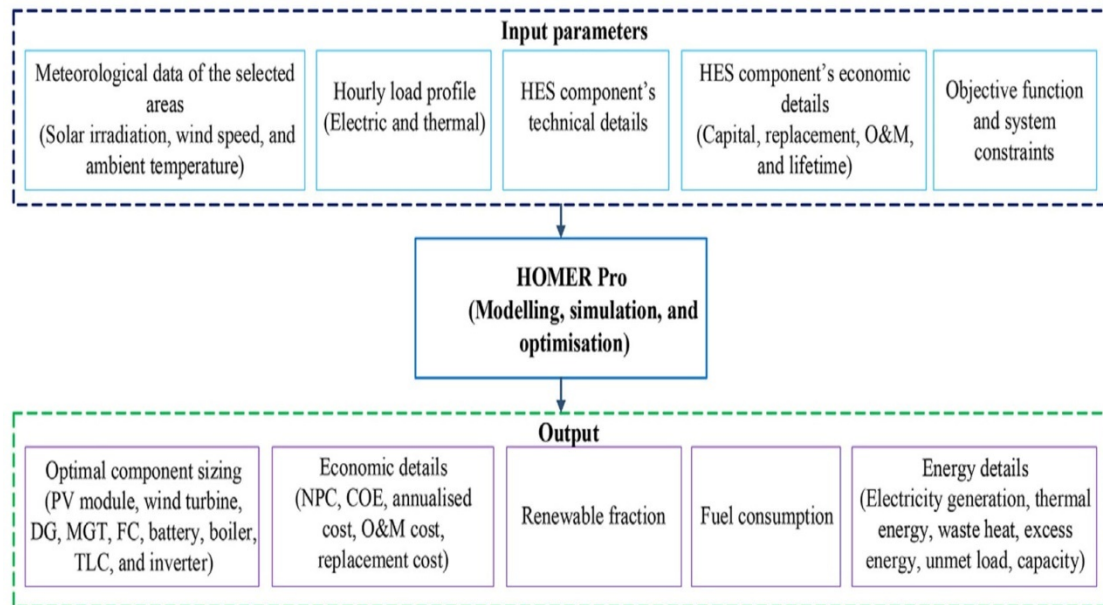 Input parameters
Meteorological data of the selected
areas
(Solar irradiation, wind speed, and
ambient temperature)
Hourly load profile
(Electric and thermal)
HES component's
technical details
HES component's economic
details
(Capital, replacement, O&M,
and lifetime)
Objective function
and system
constraints
HOMER Pro
(Modelling, simulation, and
optimisation)
Output
Optimal component sizing
(PV module, wind turbine,
DG, MGT, FC, battery, boiler,
TLC, and inverter)
Economic details
(NPC, COE, annualised
cost, O&M cost,
replacement cost)
Renewable fraction
Fuel consumption
Energy details
(Electricity generation, thermal
energy, waste heat, excess
energy, unmet load, capacity)